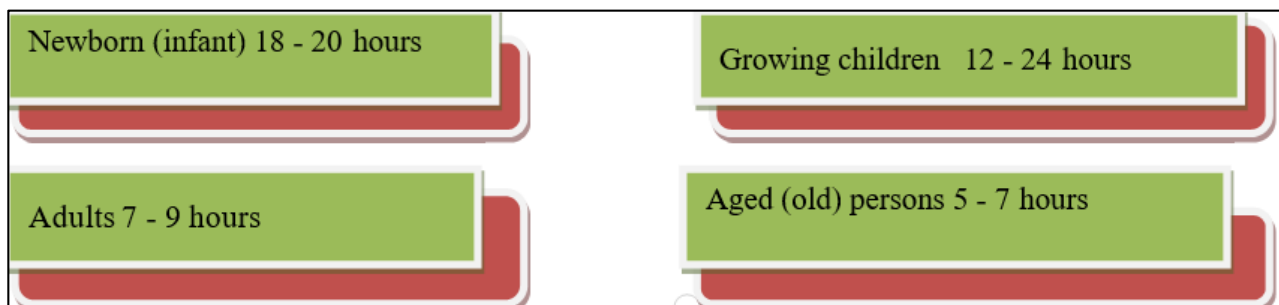 Newborn (infant) 18 - 20 hours
Growing children 12 - 24 hours
Adults 7 - 9 hours
Aged (old) persons 5 - 7 hours